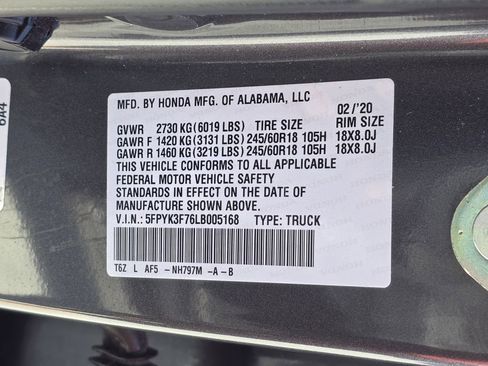 MFD. BY HONDA MFG. OF ALABAMA, LLC
02/'20
GVWR 2730 KG(6019 LBS) TIRE SIZE RIM SIZE
GAWR F 1420 KG(3131 LBS) 245/60R18 105H 18X8.0J
GAWR R 1460 KG(3219 LBS) 245/60R18 105H 18X8.0J
THIS VEHICLE CONFORMS TO ALL APPLICABLE
FEDERAL MOTOR VEHICLE SAFETY
STANDARDS IN EFFECT ON THE DATE OF
MANUFACTURE SHOWN ABOVE.
V.I.N.: 5FPYK3F76LB005168 TYPE: TRUCK
T6Z L AF5 -NH797M -A -B
6A4